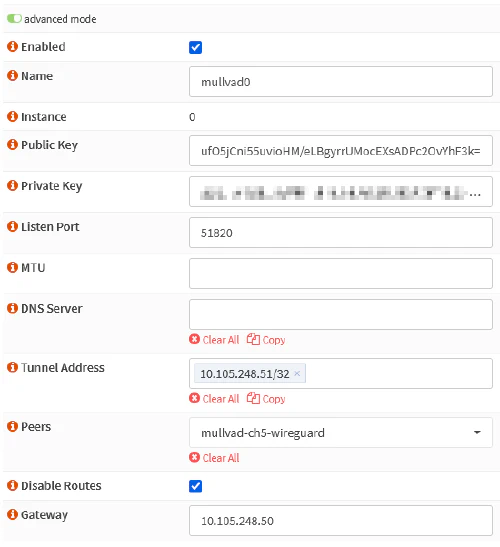 advanced mode
Enabled
Name mullvad0
Instance 0
Public Key ufO5jCni55uvioHM/eLBgyrrUMocEXsADPc2OvYhF3k=
Private Key
Listen Port 51820
MTU
DNS Server
Clear All Copy
Tunnel Address 10.105.248.51/32 ×
Clear All Copy
Peers mullvad-ch5-wireguard
Clear All
Disable Routes
Gateway 10.105.248.50